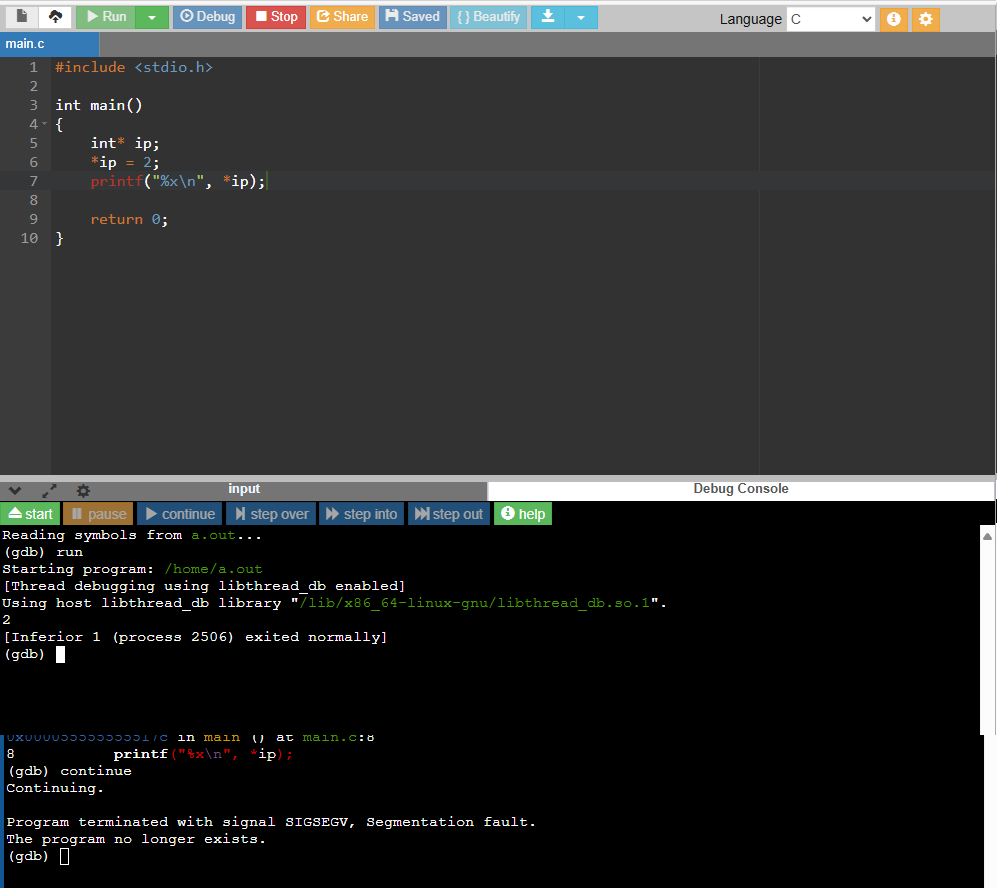 Run Debug Stop Share Saved {} Beautify Language C
main.c
1 #include <stdio.h>
2
3 int main()
4 {
5 int* ip;
6 *ip = 2;
7 printf("%x\n", *ip);
8
9 return 0;
10 }
input Debug Console
start pause continue step over step into step out help
Reading symbols from a.out...
(gdb) run
Starting program: /home/a.out
[Thread debugging using libthread_db enabled]
Using host libthread_db library "/lib/x86_64-linux-gnu/libthread_db.so.1".
2
[Inferior 1 (process 2506) exited normally]
(gdb)
in main () at main.c:8
8 printf("%x\n", *ip);
(gdb) continue
Continuing.
Program terminated with signal SIGSEGV, Segmentation fault.
The program no longer exists.
(gdb)